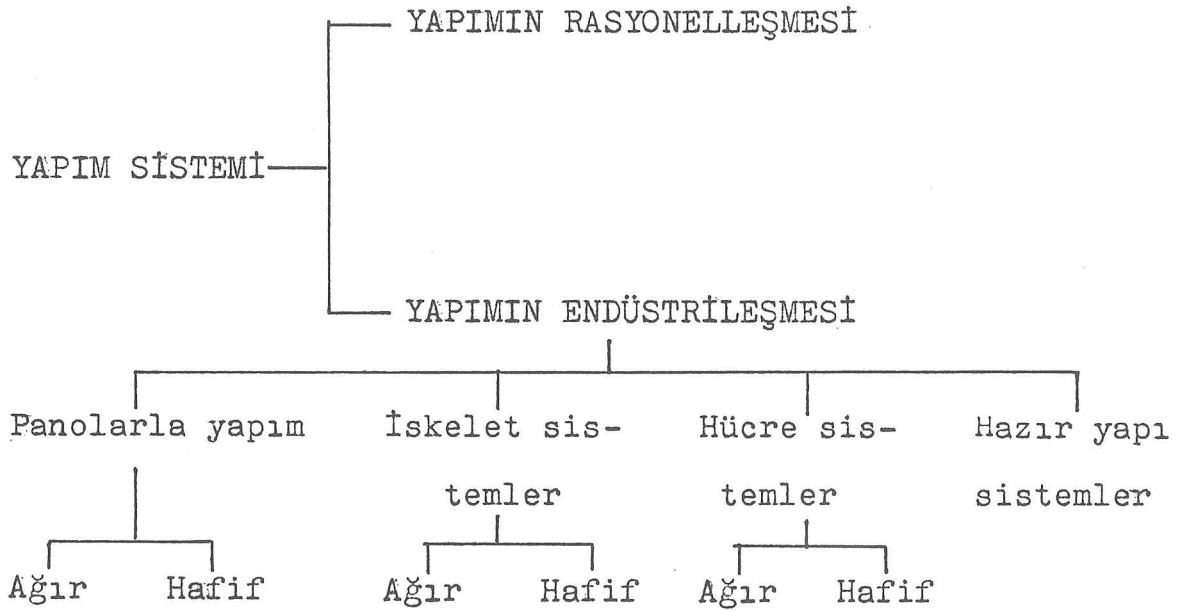 YAPIMIN RASYONELLEŞMESİ
YAPIM SİSTEMİ
YAPIMIN ENDÜSTRİLEŞMESİ
Panolarla yapım İskelet sis- Hücre sis- Hazır yapı
temler temler sistemler
Ağır Hafif Ağır Hafif Ağır Hafif